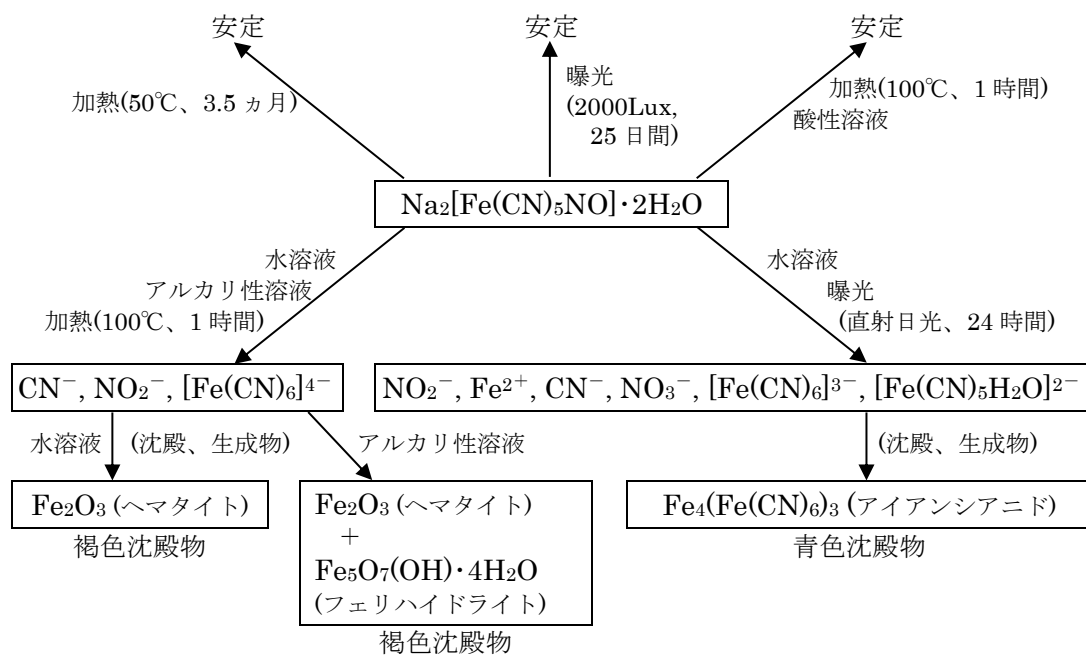 安定
安定
安定
加熱(50℃、3.5 ヵ月)
曝光
(2000Lux,
25 日間)
加熱(100℃、1 時間)
酸性溶液
Na₂[Fe(CN)₅NO]･2H₂O
水溶液
アルカリ性溶液
加熱(100℃、1 時間)
水溶液
曝光
(直射日光、24 時間)
CN⁻, NO₂⁻, [Fe(CN)₆]⁴⁻
NO₂⁻, Fe²⁺, CN⁻, NO₃⁻, [Fe(CN)₆]³⁻, [Fe(CN)₅H₂O]²⁻
水溶液
(沈殿、生成物)
アルカリ性溶液
(沈殿、生成物)
Fe₂O₃ (ヘマタイト)
褐色沈殿物
Fe₂O₃ (ヘマタイト)
+
Fe₅O₇(OH)･4H₂O
(フェリハイドライト)
褐色沈殿物
Fe₄(Fe(CN)₆)₃ (アイアンシアニド)
青色沈殿物